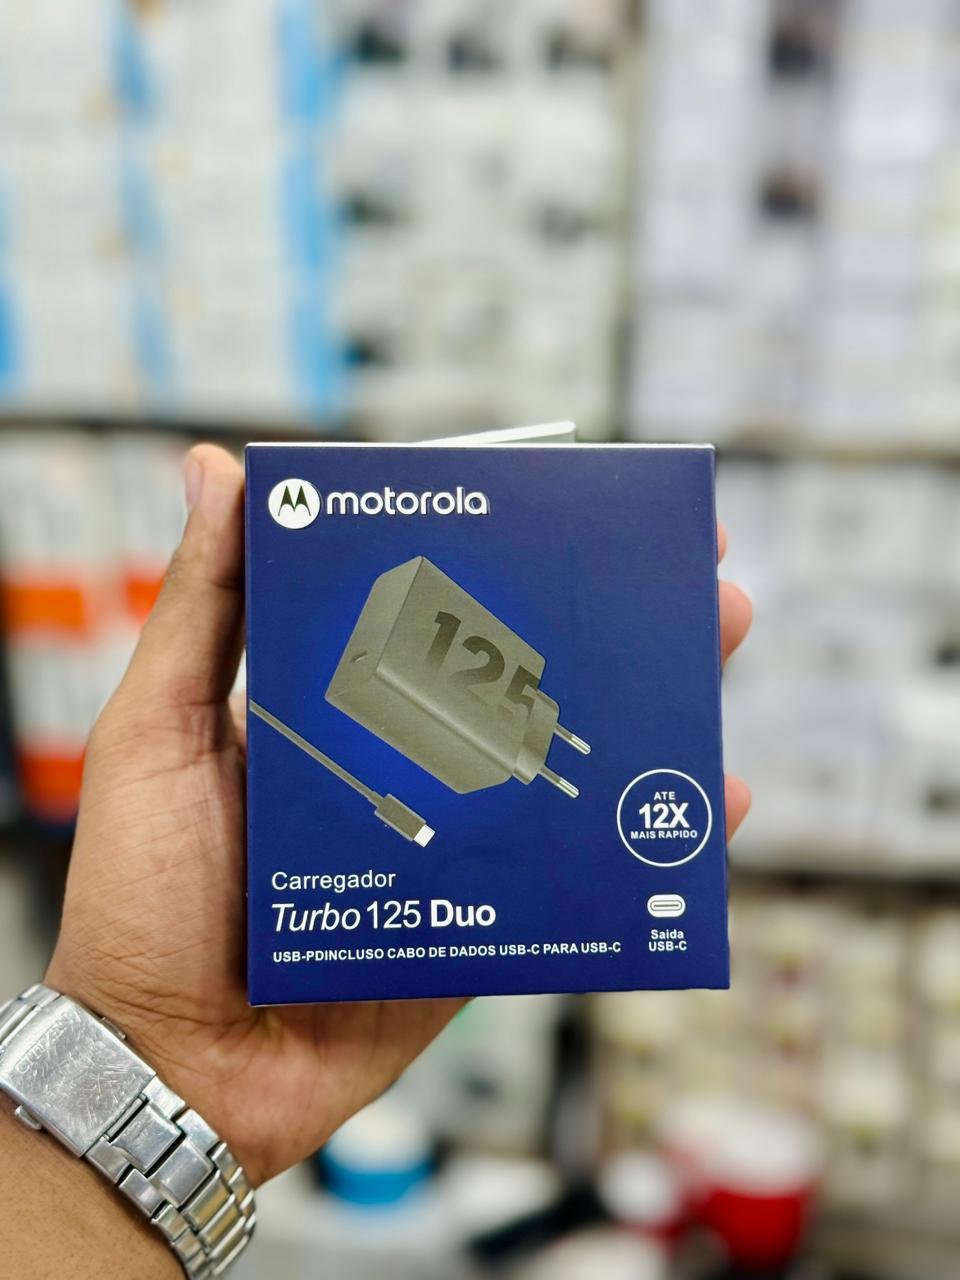 motorola
125
ATE
12X
MAIS RAPIDO
Carregador
Turbo 125 Duo
USB-PDINCLUSO CABO DE DADOS USB-C PARA USB-C
Saida
USB-C